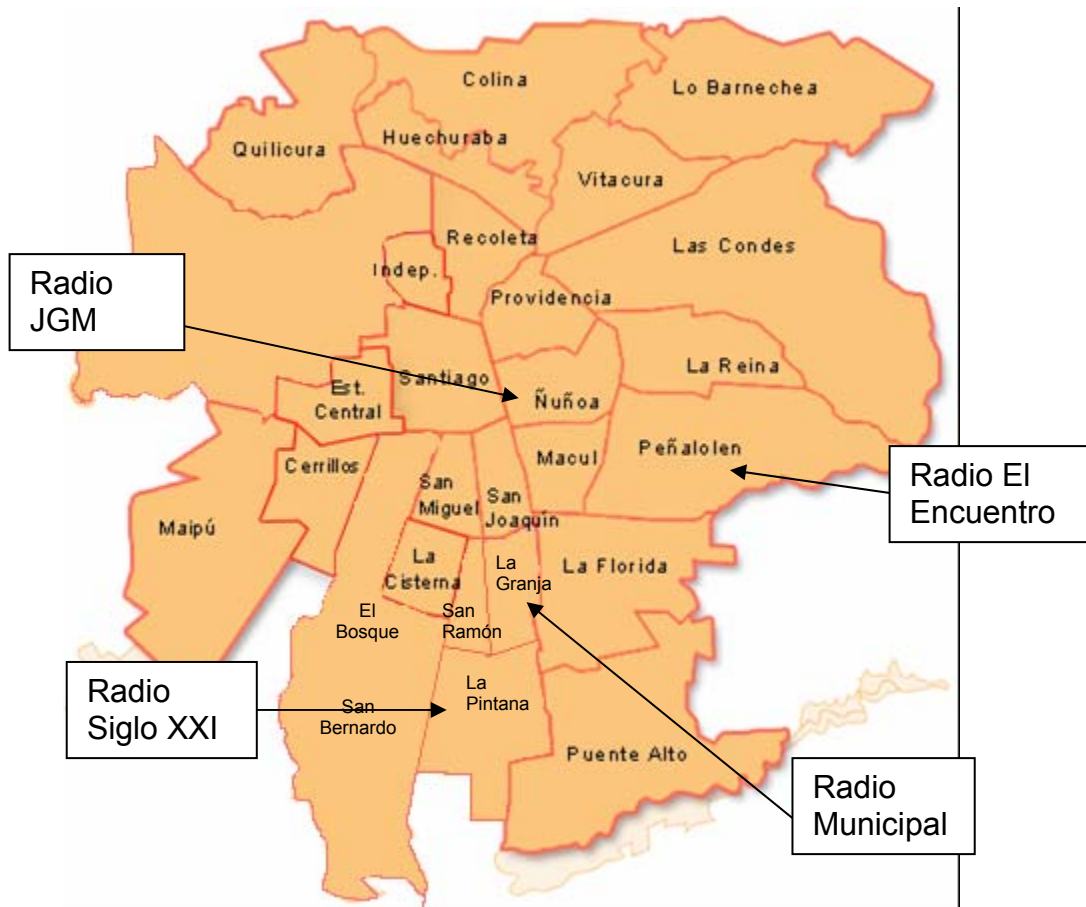 Colina
Lo Barnechea
Huechuraba
Quilicura
Vitacura
Recoleta
Las Condes
Indep.
Radio
JGM
Providencia
La Reina
Santiago
Est.
Central
Ñuñoa
Peñalolen
Macul
Cerrillos
San
Miguel
San
Joaquín
Radio El
Encuentro
Maipú
La
Cisterna
La
Granja
La Florida
El
Bosque
San
Ramón
Radio
Siglo XXI
La
Pintana
San
Bernardo
Puente Alto
Radio
Municipal